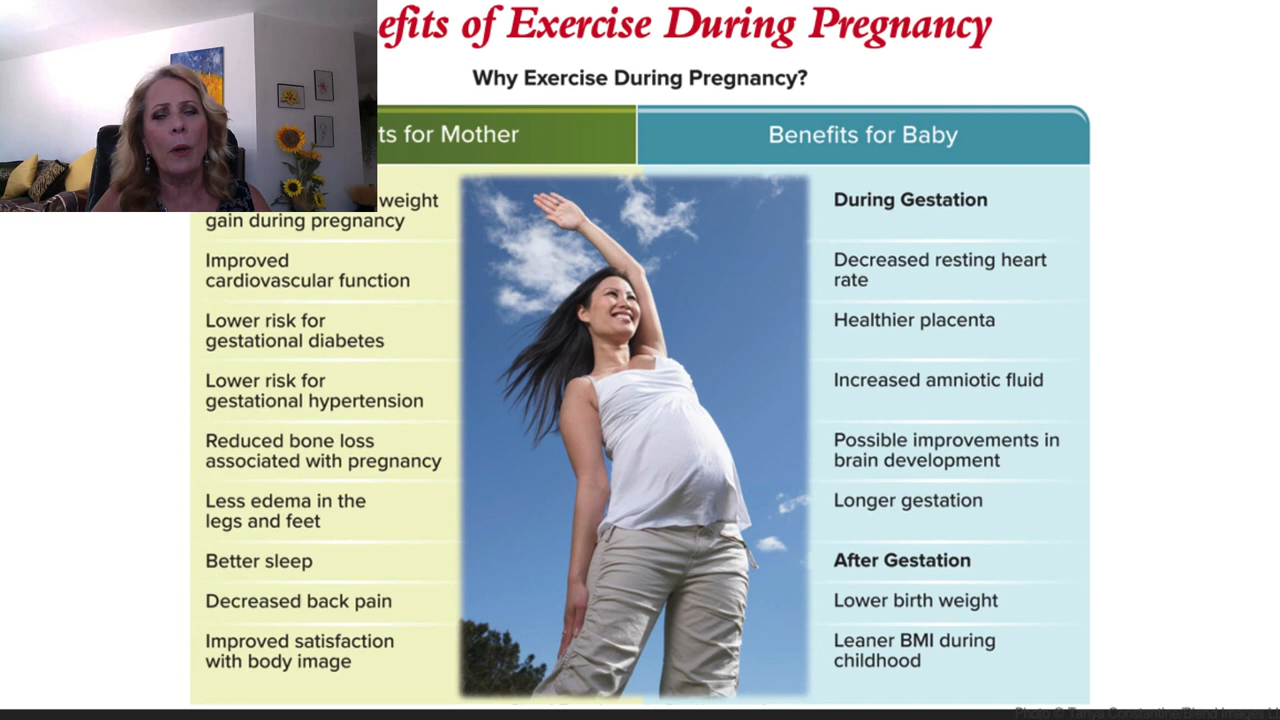 efits of Exercise During Pregnancy
Why Exercise During Pregnancy?
ts for Mother
Benefits for Baby
weight
gain during pregnancy
Improved
cardiovascular function
Lower risk for
gestational diabetes
Lower risk for
gestational hypertension
Reduced bone loss
associated with pregnancy
Less edema in the
legs and feet
Better sleep
Decreased back pain
Improved satisfaction
with body image
During Gestation
Decreased resting heart
rate
Healthier placenta
Increased amniotic fluid
Possible improvements in
brain development
Longer gestation
After Gestation
Lower birth weight
Leaner BMI during
childhood